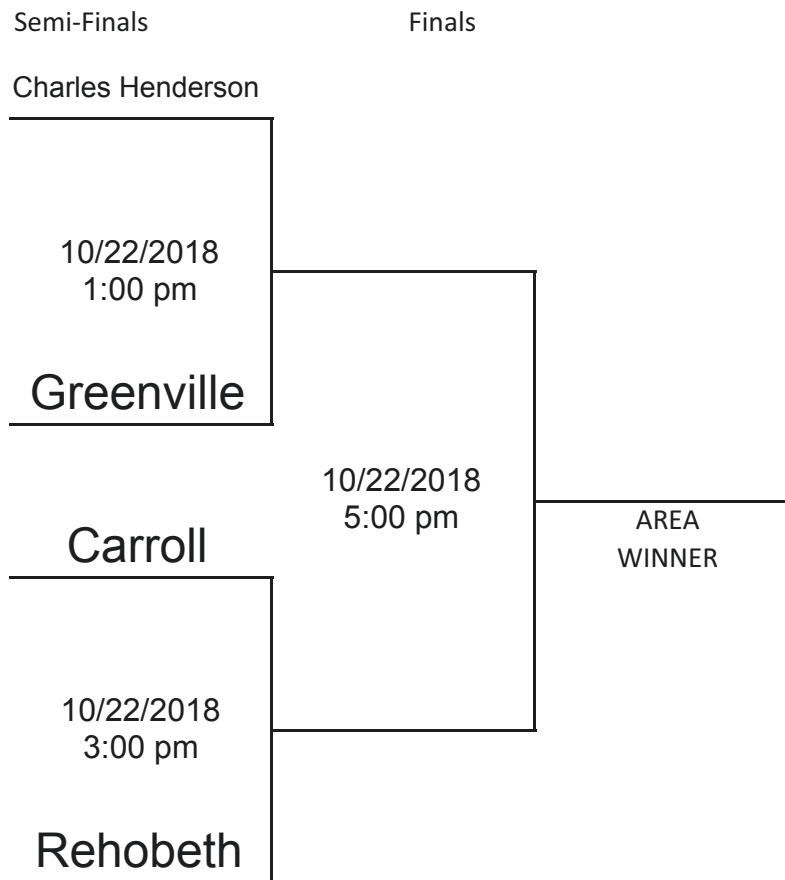 Semi-Finals
Finals
Charles Henderson
10/22/2018
1:00 pm
Greenville
Carroll
10/22/2018
5:00 pm
AREA
WINNER
10/22/2018
3:00 pm
Rehobeth